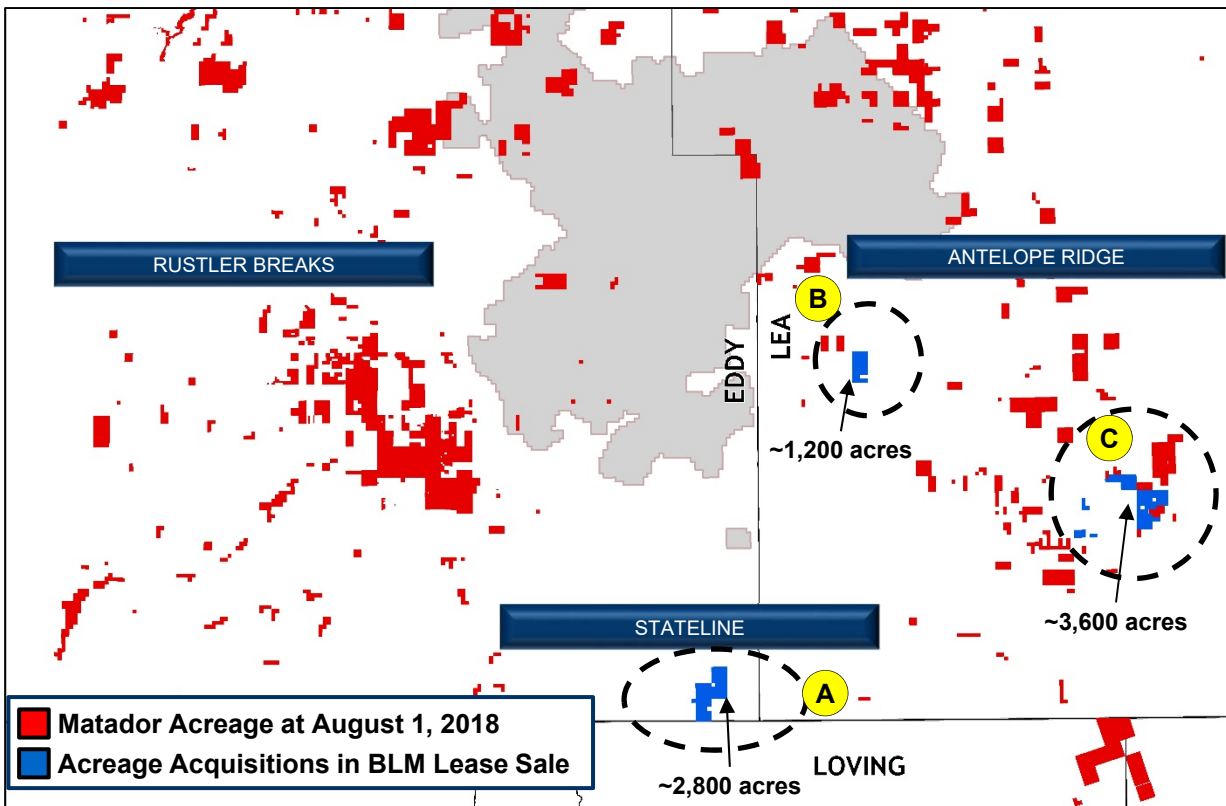 RUSTLER BREAKS
ANTELOPE RIDGE
B
LEA
EDDY
~1,200 acres
C
~3,600 acres
STATELINE
A
Matador Acreage at August 1, 2018
Acreage Acquisitions in BLM Lease Sale
~2,800 acres
LOVING